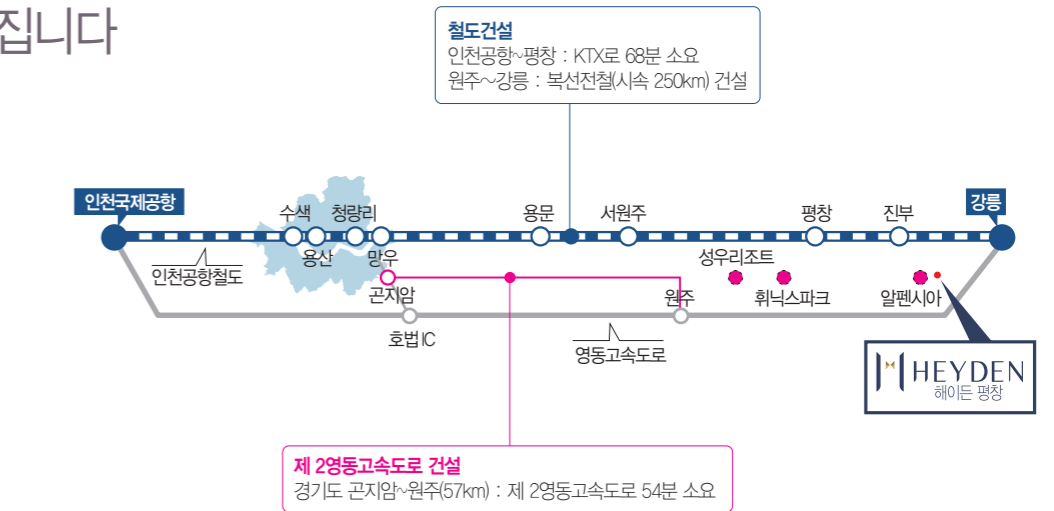 집니다
철도건설
인천공항~평창 : KTX로 68분 소요
원주~강릉 : 복선전철(시속 250km) 건설
인천국제공항
강릉
수색
청량리
용문
서원주
평창
진부
용산
망우
인천공항철도
성우리조트
곤지암
원주
휘닉스파크
알펜시아
호법IC
영동고속도로
HEYDEN
해이든 평창
제 2영동고속도로 건설
경기도 곤지암~원주(57km) : 제 2영동고속도로 54분 소요